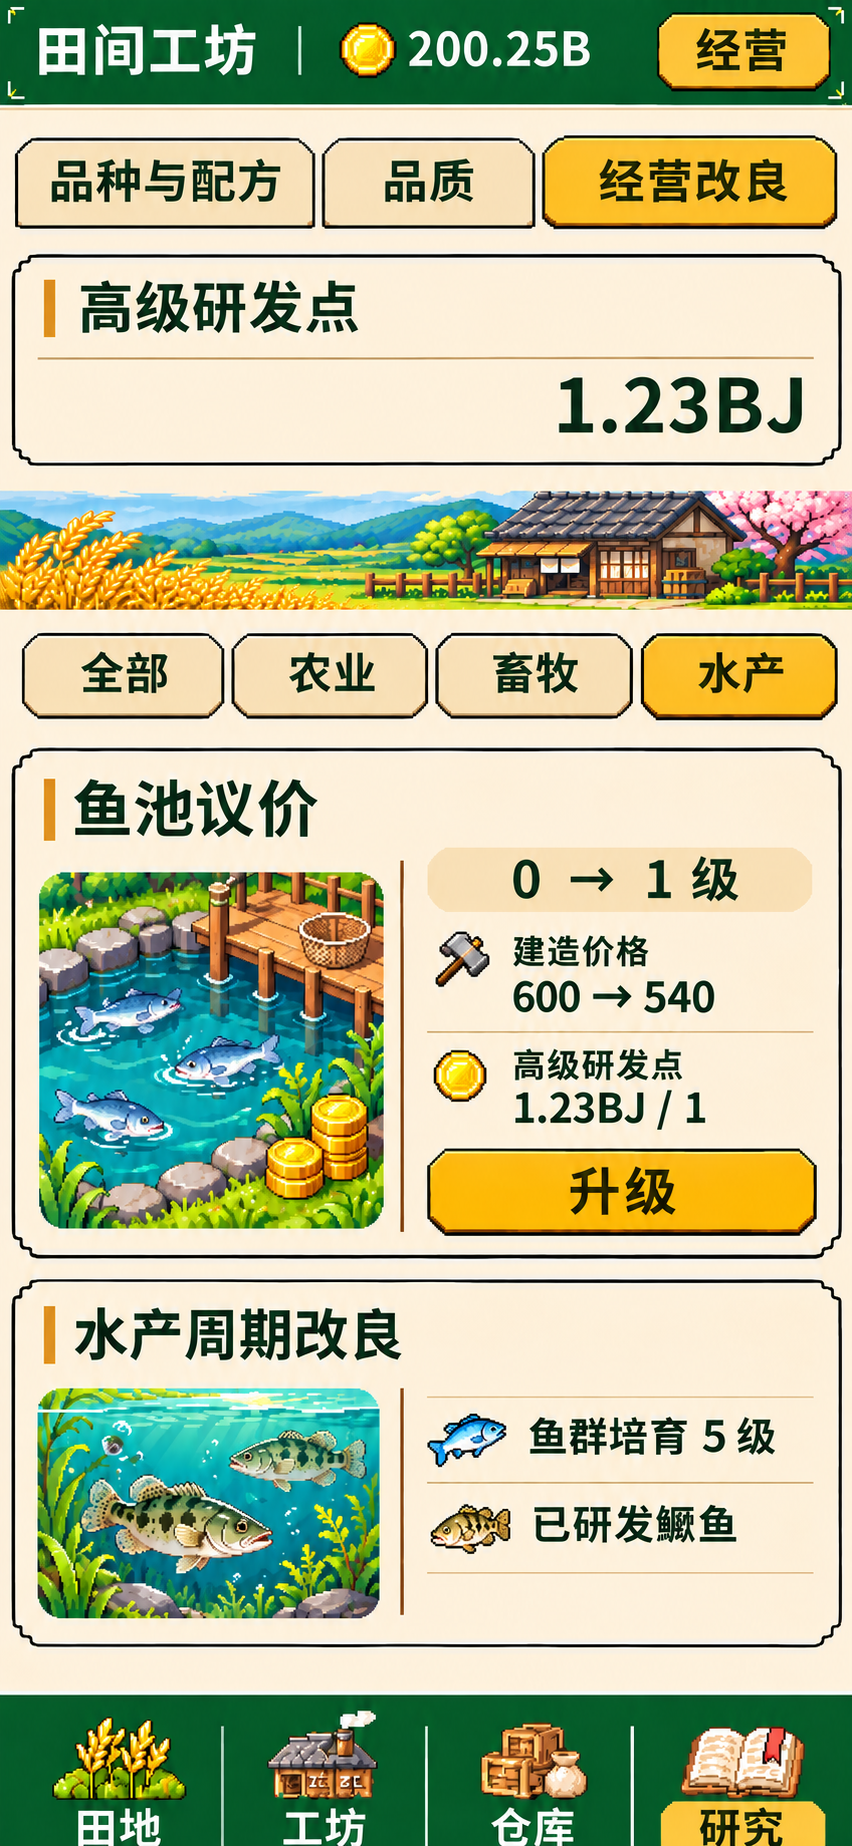 田间工坊 200.25B 经营
品种与配方 品质 经营改良
高级研发点
1.23BJ
全部 农业 畜牧 水产
鱼池议价
0 → 1 级
建造价格
600 → 540
高级研发点
1.23BJ / 1
升级
水产周期改良
鱼群培育 5 级
已研发鱖鱼
田地 工坊 仓库 研究